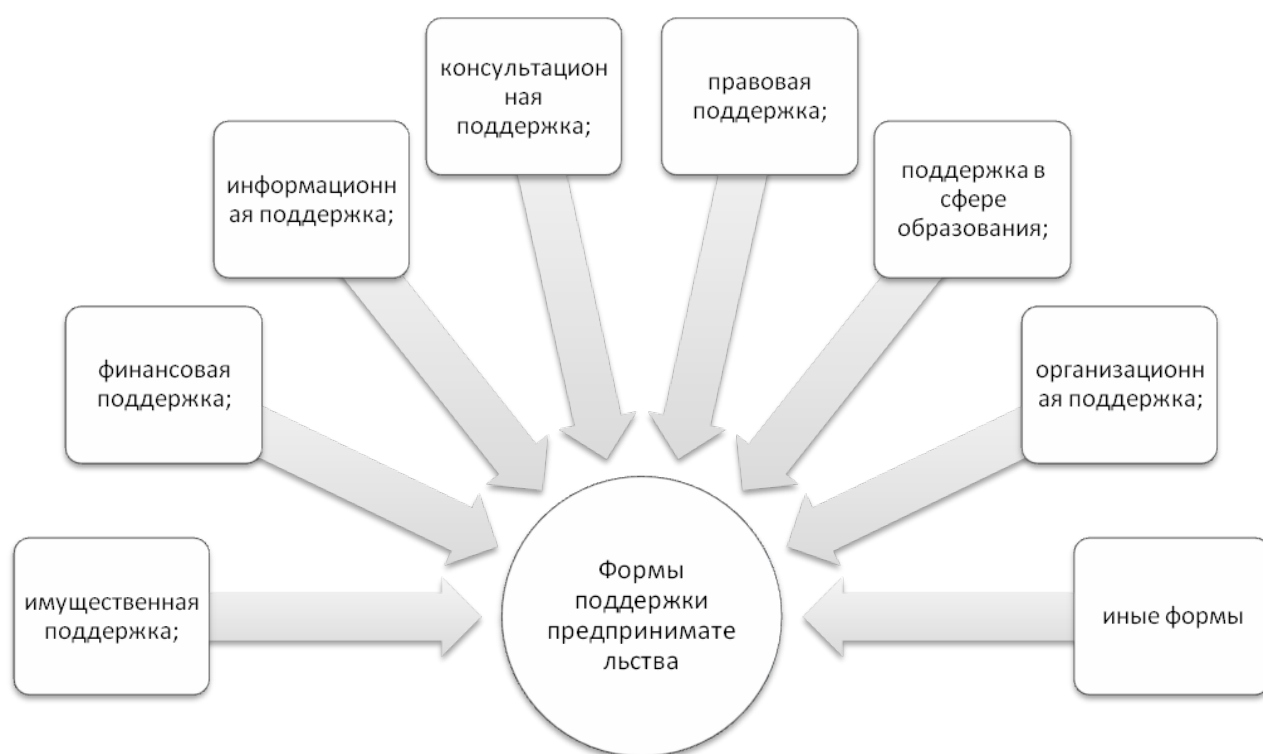 консультацион
ная
поддержка;
правовая
поддержка;
информационн
ая поддержка;
поддержка в
сфере
образования;
финансовая
поддержка;
организационн
ая поддержка;
имущественная
поддержка;
Формы
поддержки
предпринимате
льства
иные формы